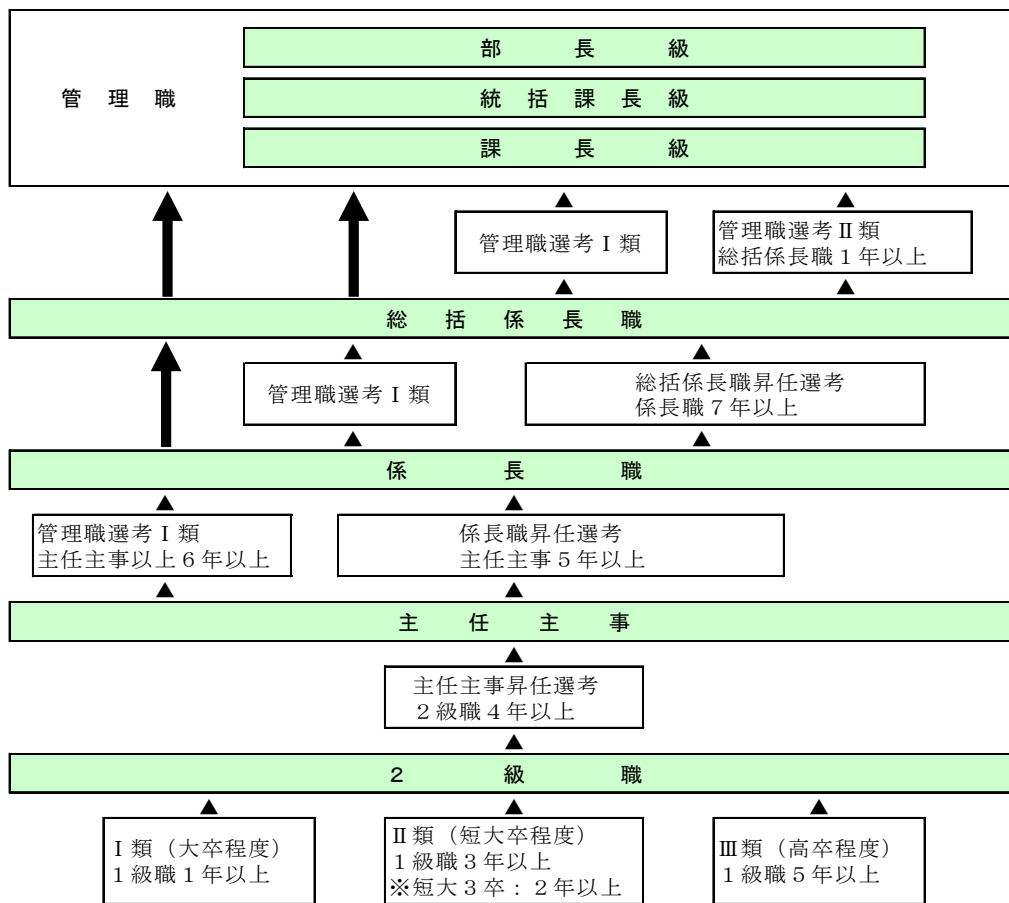 部長級
管理職
統括課長級
課長級
管理職選考Ⅰ類
管理職選考Ⅱ類
総括係長職1年以上
総括係長職
管理職選考Ⅰ類
総括係長職昇任選考
係長職7年以上
係長職
管理職選考Ⅰ類
主任主事以上6年以上
係長職昇任選考
主任主事5年以上
主任主事
主任主事昇任選考
2級職4年以上
2級職
Ⅰ類（大卒程度）
1級職1年以上
Ⅱ類（短大卒程度）
1級職3年以上
※短大3卒：2年以上
Ⅲ類（高卒程度）
1級職5年以上